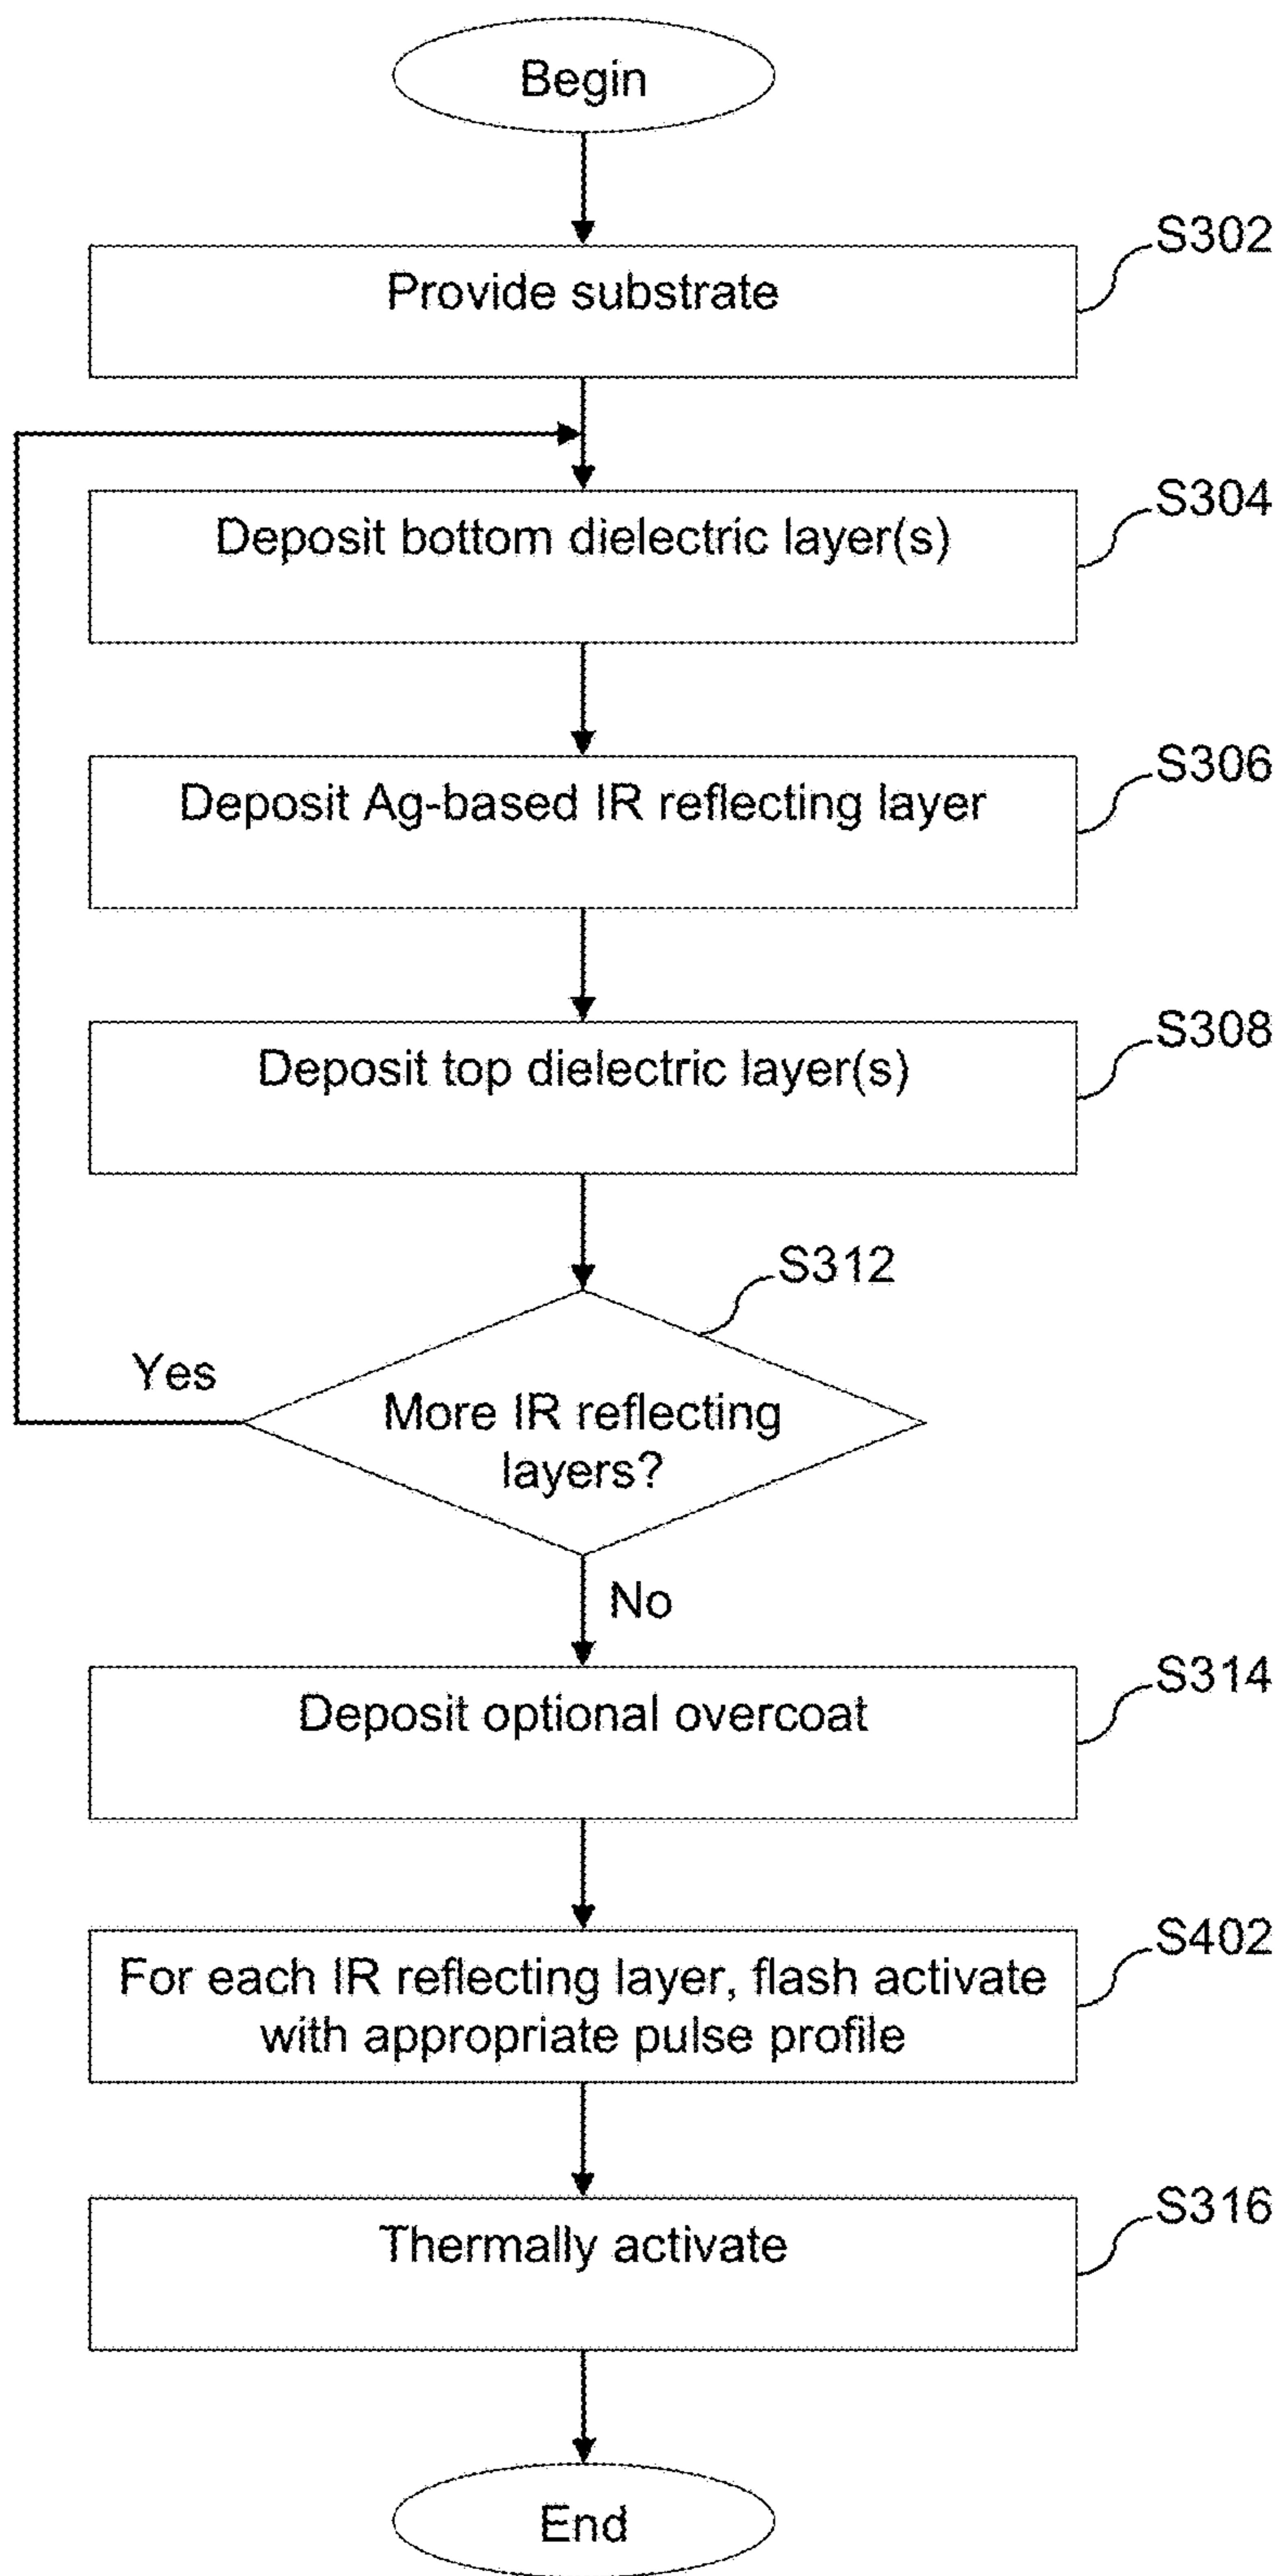 Begin
S302
Provide substrate
S304
Deposit bottom dielectric layer(s)
S306
Deposit Ag-based IR reflecting layer
S308
Deposit top dielectric layer(s)
S312
Yes
More IR reflecting
layers?
No
S314
Deposit optional overcoat
S402
For each IR reflecting layer, flash activate
with appropriate pulse profile
S316
Thermally activate
End